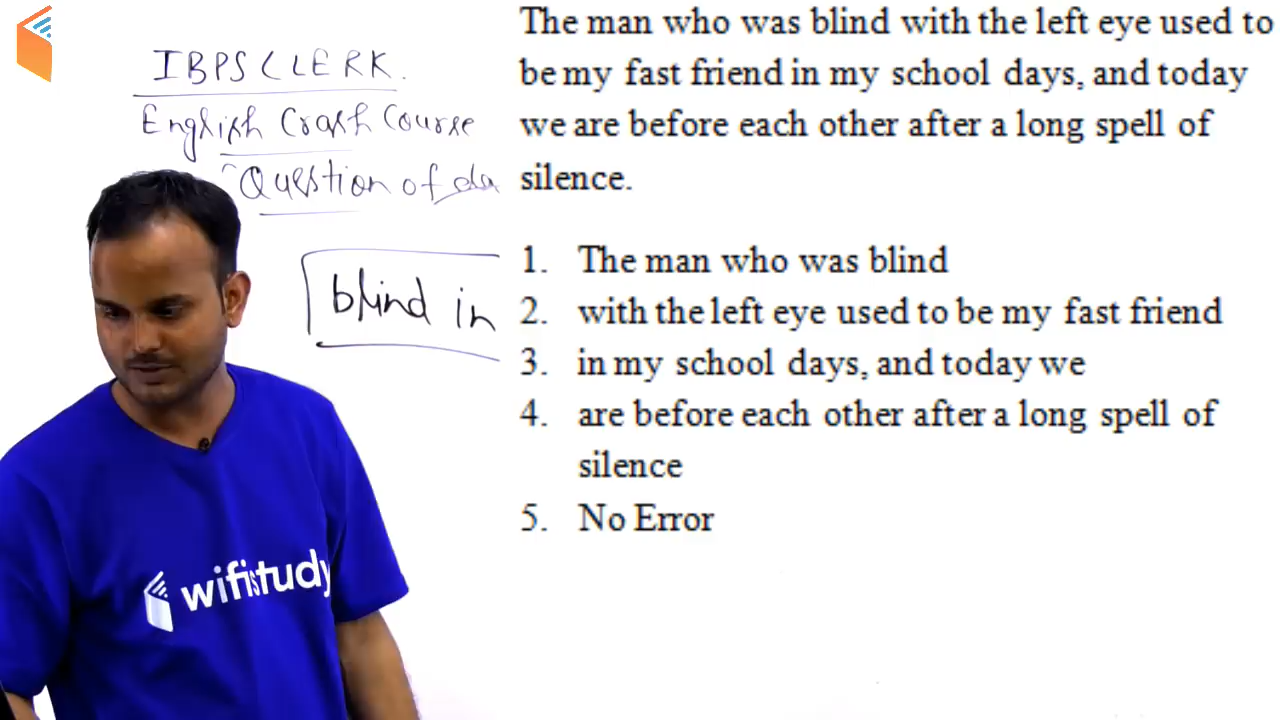 IBPS CLERK.
English Crash Course
Question of da
blind in
The man who was blind with the left eye used to
be my fast friend in my school days, and today
we are before each other after a long spell of
silence.
1. The man who was blind
2. with the left eye used to be my fast friend
3. in my school days, and today we
4. are before each other after a long spell of
silence
5. No Error
wifistudy